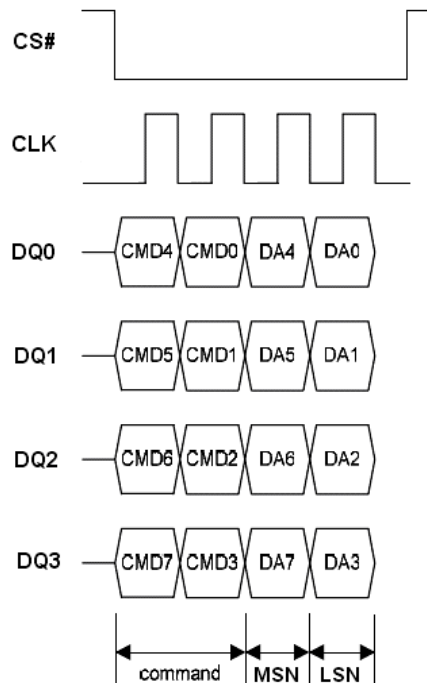 CS#
CLK
DQ0 CMD4 CMD0 DA4 DA0
DQ1 CMD5 CMD1 DA5 DA1
DQ2 CMD6 CMD2 DA6 DA2
DQ3 CMD7 CMD3 DA7 DA3
command MSN LSN